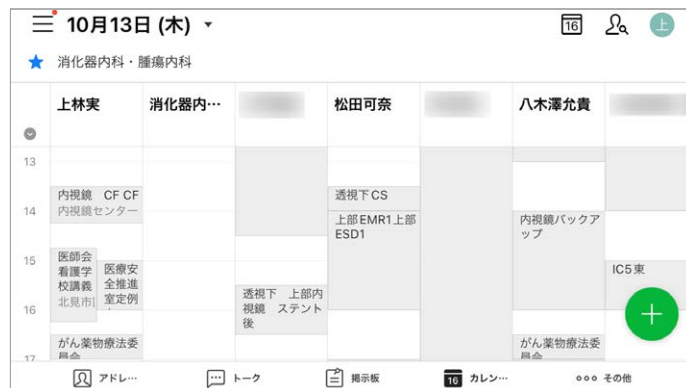 10月13日 (木)
16
上
消化器内科・腫瘍内科
上林実
消化器内…
松田可奈
八木澤允貴
13
内視鏡 CF CF
内視鏡センター
透視下CS
14
上部EMR1上部
ESD1
内視鏡バックア
ップ
15
医師会
看護学
校講義
北見市
医療安
全推進
室定例
IC5東
透視下 上部内
視鏡 ステント
後
16
がん薬物療法委
員会
がん薬物療法委
員会
17
アドレ…
トーク
掲示板
16
カレン…
その他